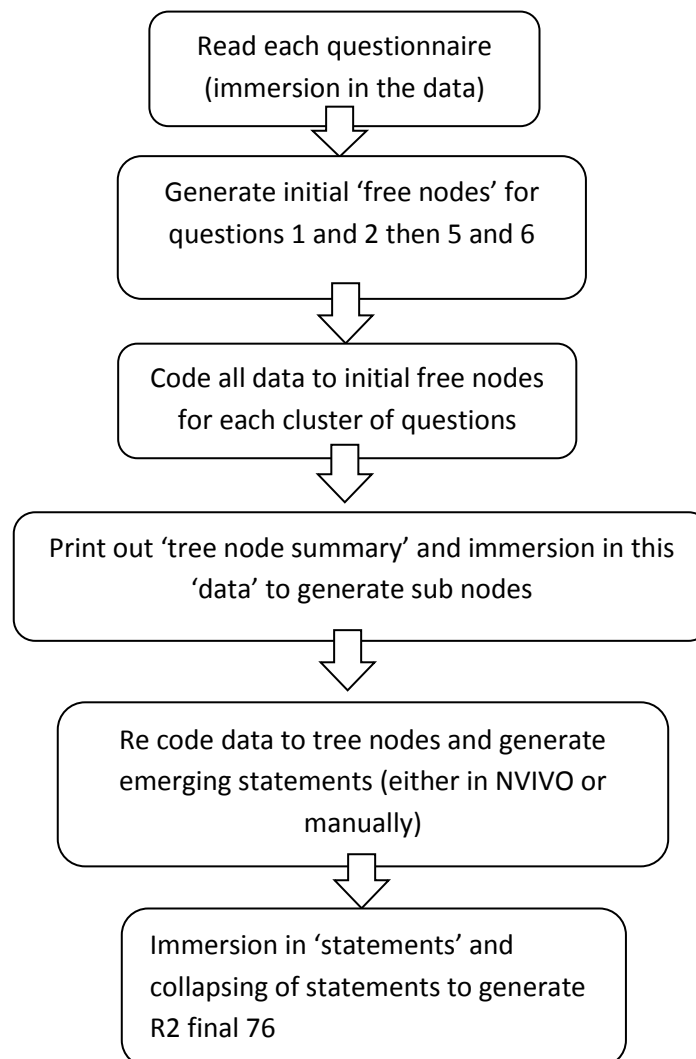 Read each questionnaire
(immersion in the data)
Generate initial ‘free nodes’ for
questions 1 and 2 then 5 and 6
Code all data to initial free nodes
for each cluster of questions
Print out ‘tree node summary’ and immersion in this
‘data’ to generate sub nodes
Re code data to tree nodes and generate
emerging statements (either in NVIVO or
manually)
Immersion in ‘statements’ and
collapsing of statements to generate
R2 final 76